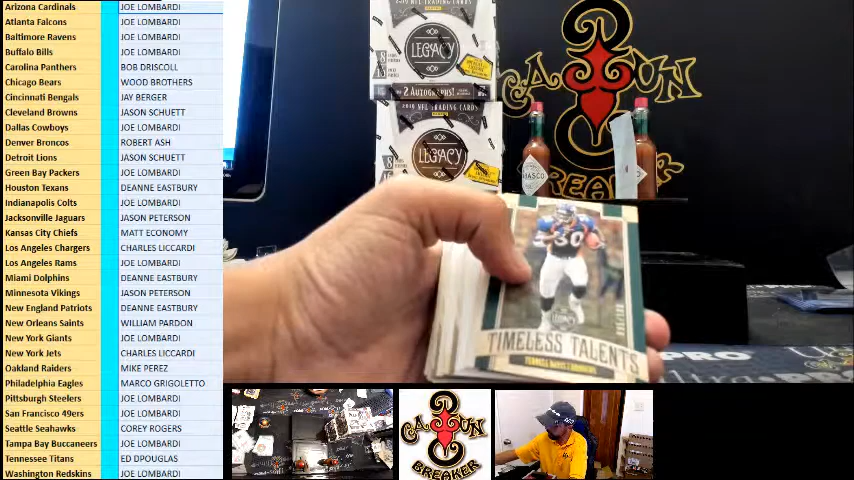 Arizona Cardinals JOE LOMBARDI
Atlanta Falcons JOE LOMBARDI
Baltimore Ravens JOE LOMBARDI
Buffalo Bills JOE LOMBARDI
Carolina Panthers BOB DRISCOLL
Chicago Bears WOOD BROTHERS
Cincinnati Bengals JAY BERGER
Cleveland Browns JASON SCHUETT
Dallas Cowboys JOE LOMBARDI
Denver Broncos ROBERT ASH
Detroit Lions JASON SCHUETT
Green Bay Packers JOE LOMBARDI
Houston Texans DEANNE EASTBURY
Indianapolis Colts JOE LOMBARDI
Jacksonville Jaguars JASON PETERSON
Kansas City Chiefs MATT ECONOMY
Los Angeles Chargers CHARLES LICCARDI
Los Angeles Rams JOE LOMBARDI
Miami Dolphins DEANNE EASTBURY
Minnesota Vikings JASON PETERSON
New England Patriots DEANNE EASTBURY
New Orleans Saints WILLIAM PARDON
New York Giants JOE LOMBARDI
New York Jets CHARLES LICCARDI
Oakland Raiders MIKE PEREZ
Philadelphia Eagles MARCO GRIGOLETTO
Pittsburgh Steelers JOE LOMBARDI
San Francisco 49ers JOE LOMBARDI
Seattle Seahawks COREY ROGERS
Tampa Bay Buccaneers JOE LOMBARDI
Tennessee Titans ED DPOUGLAS
Washington Redskins JOE LOMBARDI
LEGACY
2 AUTOGRAPHS!
NFL TRADING CARDS
LEGACY
CAJUN
BREAKER
TABASCO
30
TIMELESS TALENTS
PRO
CAJUN
BREAKER